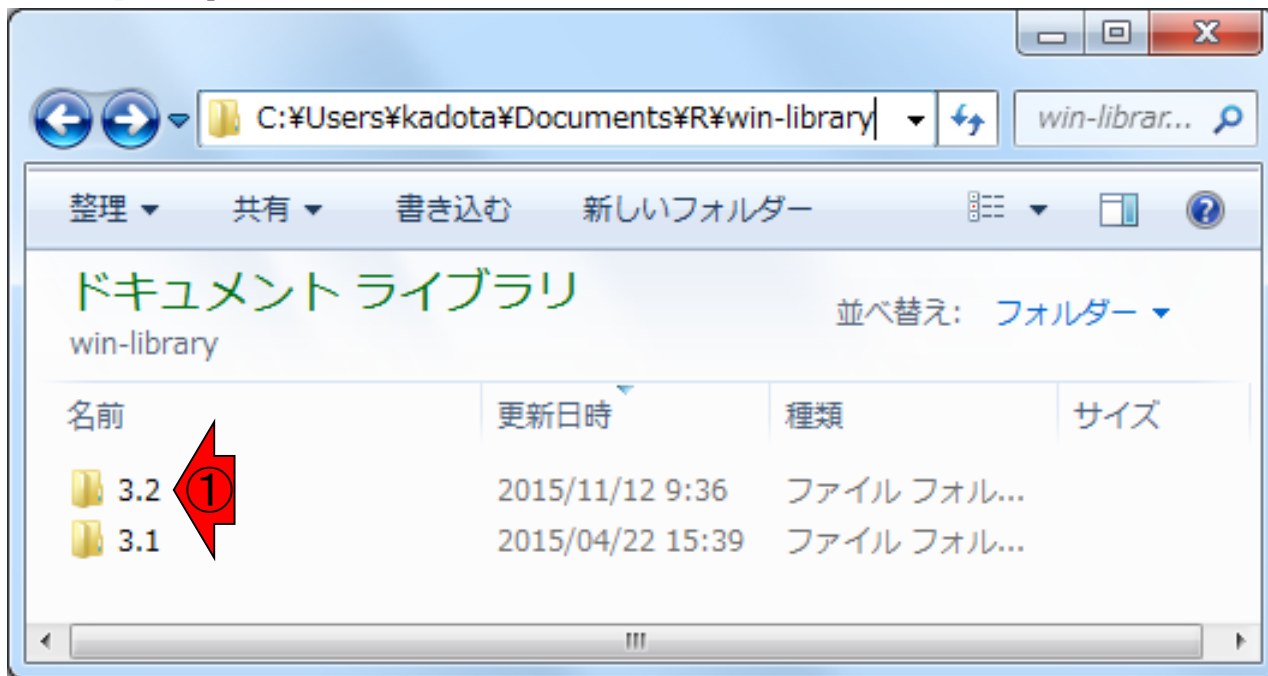 C:¥Users¥kadota¥Documents¥R¥win-library
win-librar...
整理 共有 書き込む 新しいフォルダー
ドキュメント ライブラリ
win-library
並べ替え: フォルダー
名前 更新日時 種類 サイズ
3.2 ① 2015/11/12 9:36 ファイル フォル...
3.1 2015/04/22 15:39 ファイル フォル...